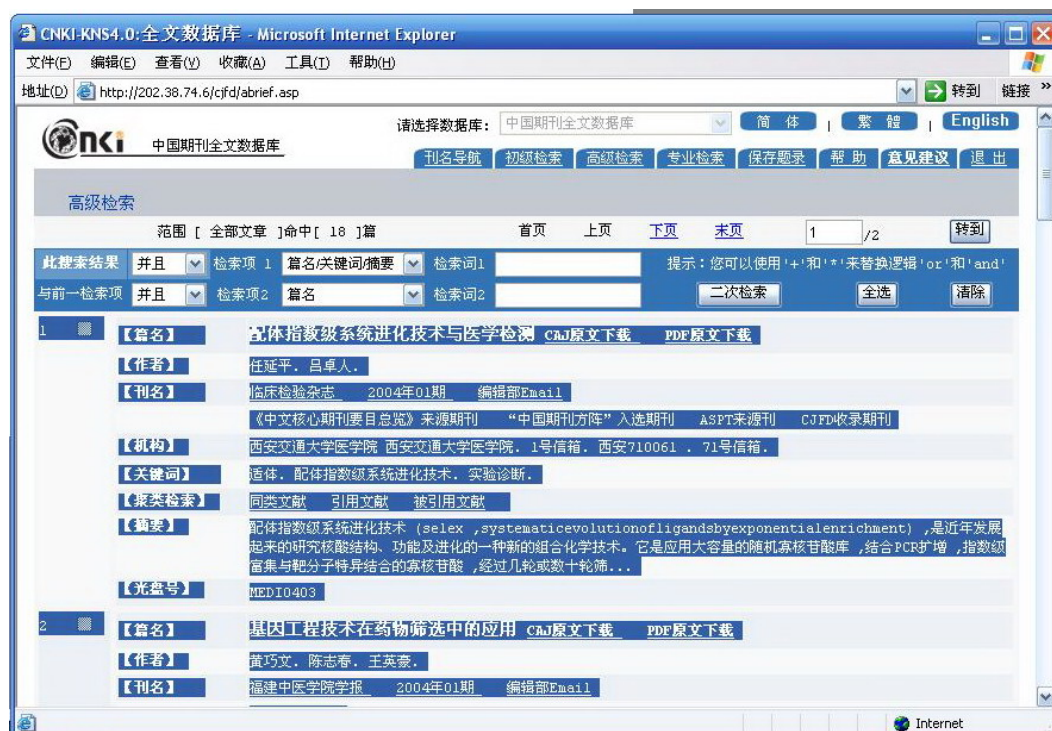 CNKI-KNS4.0:全文数据库 - Microsoft Internet Explorer
文件(F) 编辑(E) 查看(V) 收藏(A) 工具(T) 帮助(H)
地址(D) http://202.38.74.6/cjfd/abrief.asp 转到 链接 »
cnki 中国期刊全文数据库 请选择数据库: 中国期刊全文数据库 简 体 | 繁 體 | English
刊名导航 初级检索 高级检索 专业检索 保存题录 帮 助 意见建议 退 出
高级检索
范围 [ 全部文章 ]命中[ 18 ]篇 首页 上页 下页 末页 1 /2 转到
此搜索结果 并且 检索项 1 篇名/关键词/摘要 检索词1 提示:您可以使用'+'和'*'来替换逻辑'or'和'and'
与前一检索项 并且 检索项2 篇名 检索词2 二次检索 全选 清除
1 【篇名】 配体指数级系统进化技术与医学检测 CAJ原文下载 PDF原文下载
【作者】 任延平. 吕卓人.
【刊名】 临床检验杂志 2004年01期 编辑部Email
《中文核心期刊要目总览》来源期刊 “中国期刊方阵”入选期刊 ASPT来源刊 CJFD收录期刊
【机构】 西安交通大学医学院 西安交通大学医学院. 1号信箱. 西安710061 . 71号信箱.
【关键词】 适体. 配体指数级系统进化技术. 实验诊断.
【聚类检索】 同类文献 引用文献 被引用文献
【摘要】 配体指数级系统进化技术 (selex ,systematicevolutionofligandsbyexponentialenrichment) ,是近年发展
起来的研究核酸结构、功能及进化的一种新的组合化学技术。它是应用大容量的随机寡核苷酸库 ,结合PCR扩增 ,指数级
富集与靶分子特异结合的寡核苷酸 ,经过几轮或数十轮筛...
【光盘号】 MEDI0403
2 【篇名】 基因工程技术在药物筛选中的应用 CAJ原文下载 PDF原文下载
【作者】 黄巧文. 陈志春. 王英豪.
【刊名】 福建中医学院学报 2004年01期 编辑部Email
Internet